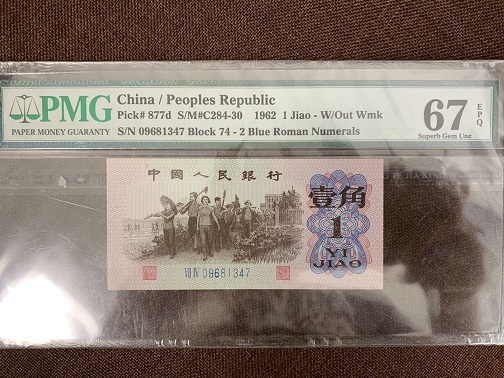 PMG
PAPER MONEY GUARANTY
China / Peoples Republic
Pick# 877d S/M#C284-30 1962 1 Jiao - W/Out Wmk
S/N 09681347 Block 74 - 2 Blue Roman Numerals
67 EPQ
Superb Gem Unc
中國人民銀行
壹角
1
YI
JIAO
VII IV 09681347